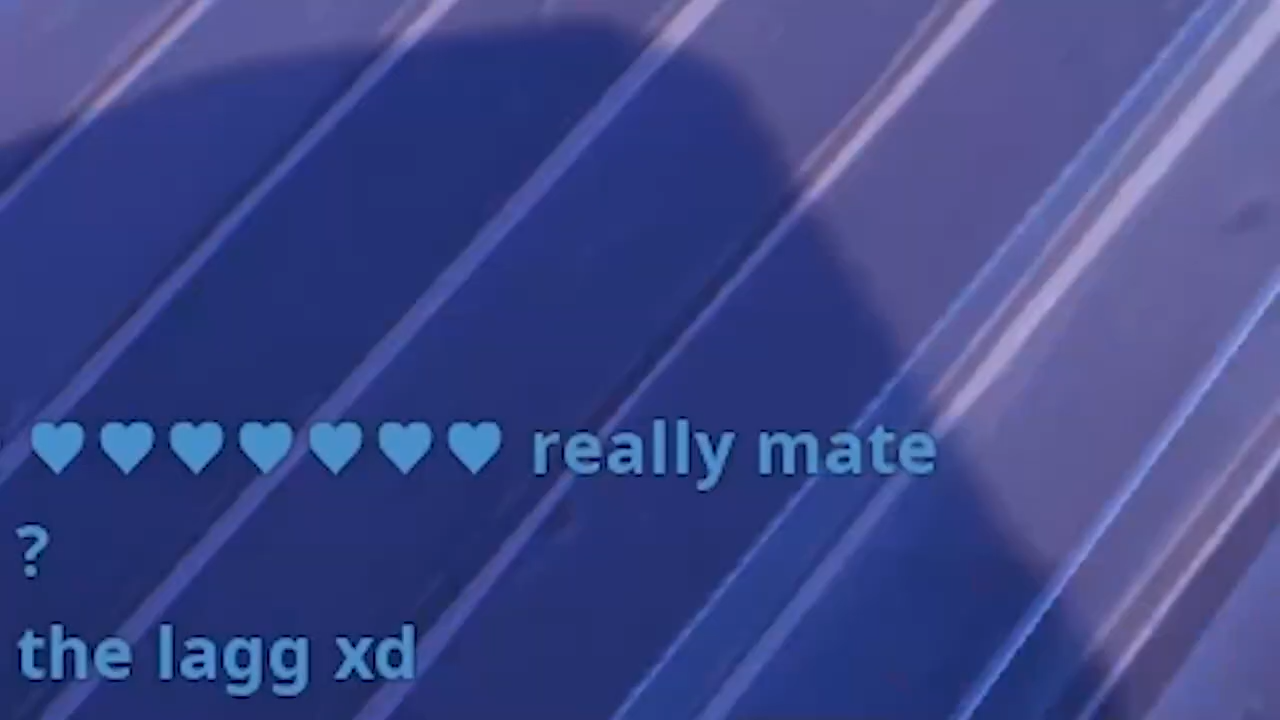 ♥♥♥♥♥♥♥ really mate
?
the lagg xd